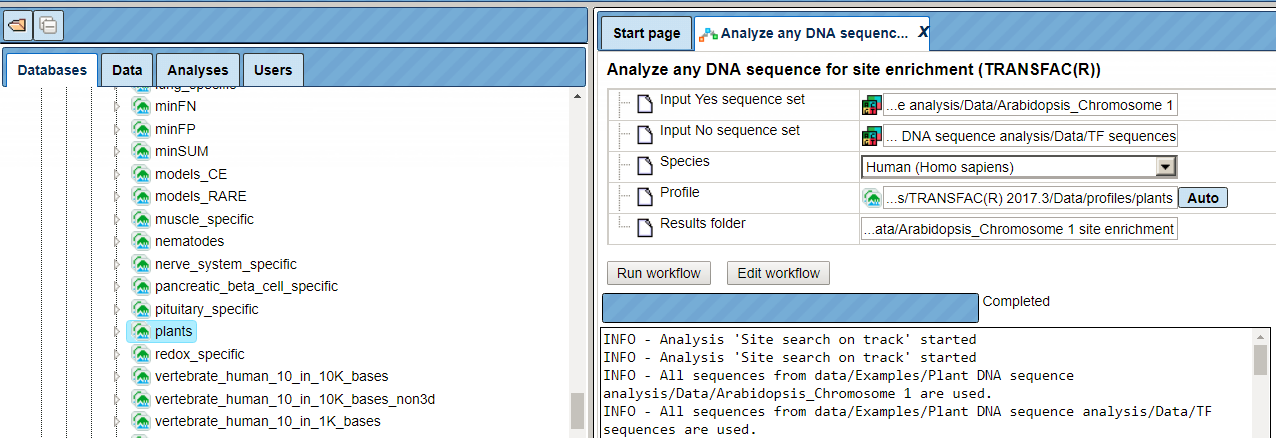 Databases
Data
Analyses
Users
minFN
minFP
minSUM
models_CE
models_RARE
muscle_specific
nematodes
nerve_system_specific
pancreatic_beta_cell_specific
pituitary_specific
plants
redox_specific
vertebrate_human_10_in_10K_bases
vertebrate_human_10_in_10K_bases_non3d
vertebrate_human_10_in_1K_bases
Start page
Analyze any DNA sequenc... X
Analyze any DNA sequence for site enrichment (TRANSFAC(R))
Input Yes sequence set
...e analysis/Data/Arabidopsis_Chromosome 1
Input No sequence set
... DNA sequence analysis/Data/TF sequences
Species
Human (Homo sapiens)
Profile
...s/TRANSFAC(R) 2017.3/Data/profiles/plants
Auto
Results folder
...ata/Arabidopsis_Chromosome 1 site enrichment
Run workflow
Edit workflow
Completed
INFO - Analysis 'Site search on track' started
INFO - Analysis 'Site search on track' started
INFO - All sequences from data/Examples/Plant DNA sequence
analysis/Data/Arabidopsis_Chromosome 1 are used.
INFO - All sequences from data/Examples/Plant DNA sequence analysis/Data/TF
sequences are used.